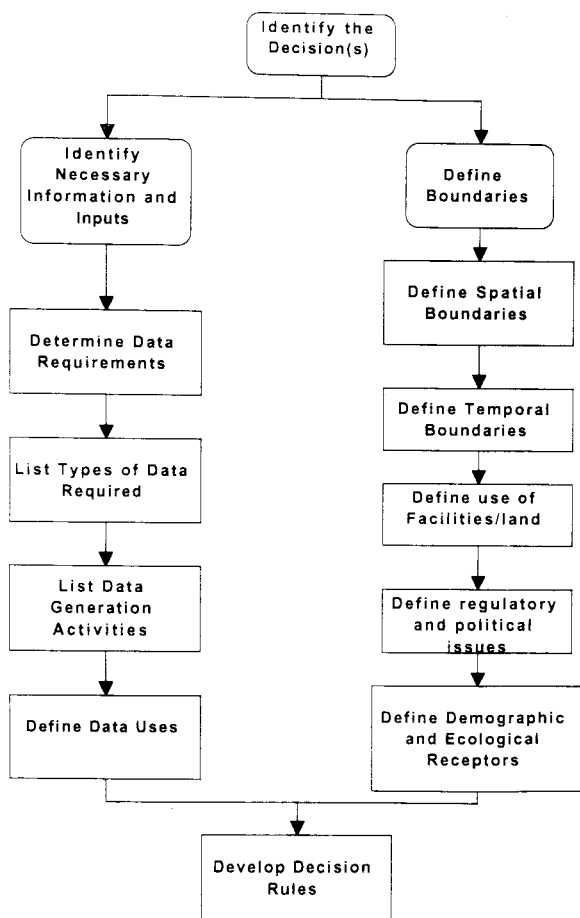 Identify the
Decision(s)
Identify
Necessary
Information and
Inputs
Define
Boundaries
Determine Data
Requirements
Define Spatial
Boundaries
List Types of Data
Required
Define Temporal
Boundaries
Define use of
Facilities/land
List Data
Generation
Activities
Define regulatory
and political
issues
Define Data Uses
Define Demographic
and Ecological
Receptors
Develop Decision
Rules